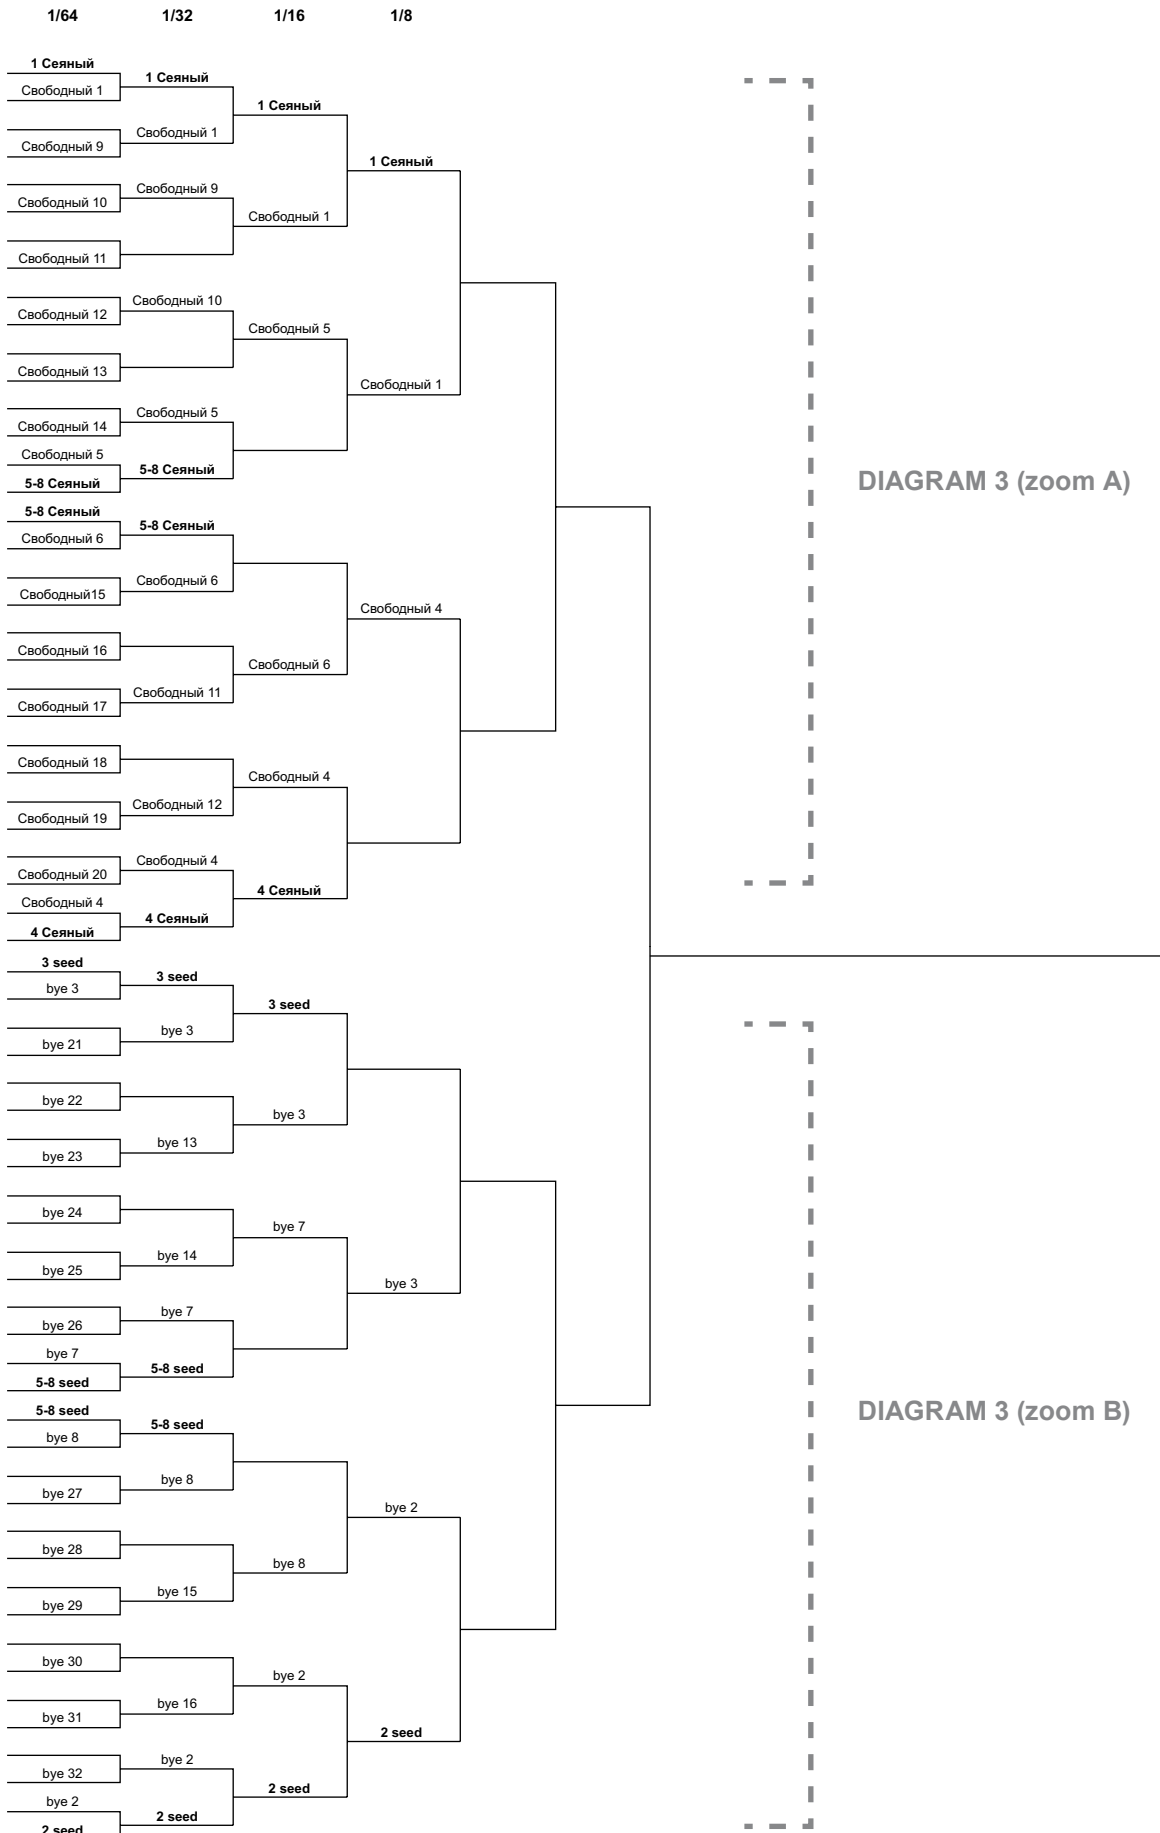 1/64 1/32 1/16 1/8
1 Сеяный
1 Сеяный
Свободный 1
1 Сеяный
Свободный 1
Свободный 9
1 Сеяный
Свободный 9
Свободный 10
Свободный 1
Свободный 11
Свободный 10
Свободный 12
Свободный 5
Свободный 13
Свободный 1
Свободный 5
Свободный 14
Свободный 5
5-8 Сеяный
5-8 Сеяный
DIAGRAM 3 (zoom A)
5-8 Сеяный
5-8 Сеяный
Свободный 6
Свободный 6
Свободный15
Свободный 4
Свободный 16
Свободный 6
Свободный 11
Свободный 17
Свободный 18
Свободный 4
Свободный 12
Свободный 19
Свободный 4
Свободный 20
4 Сеяный
Свободный 4
4 Сеяный
4 Сеяный
3 seed
3 seed
bye 3
3 seed
bye 3
bye 21
bye 22
bye 3
bye 13
bye 23
bye 24
bye 7
bye 14
bye 25
bye 3
bye 7
bye 26
bye 7
5-8 seed
5-8 seed
DIAGRAM 3 (zoom B)
5-8 seed
5-8 seed
bye 8
bye 8
bye 27
bye 2
bye 28
bye 8
bye 15
bye 29
bye 30
bye 2
bye 16
bye 31
2 seed
bye 2
bye 32
2 seed
bye 2
2 seed
2 seed